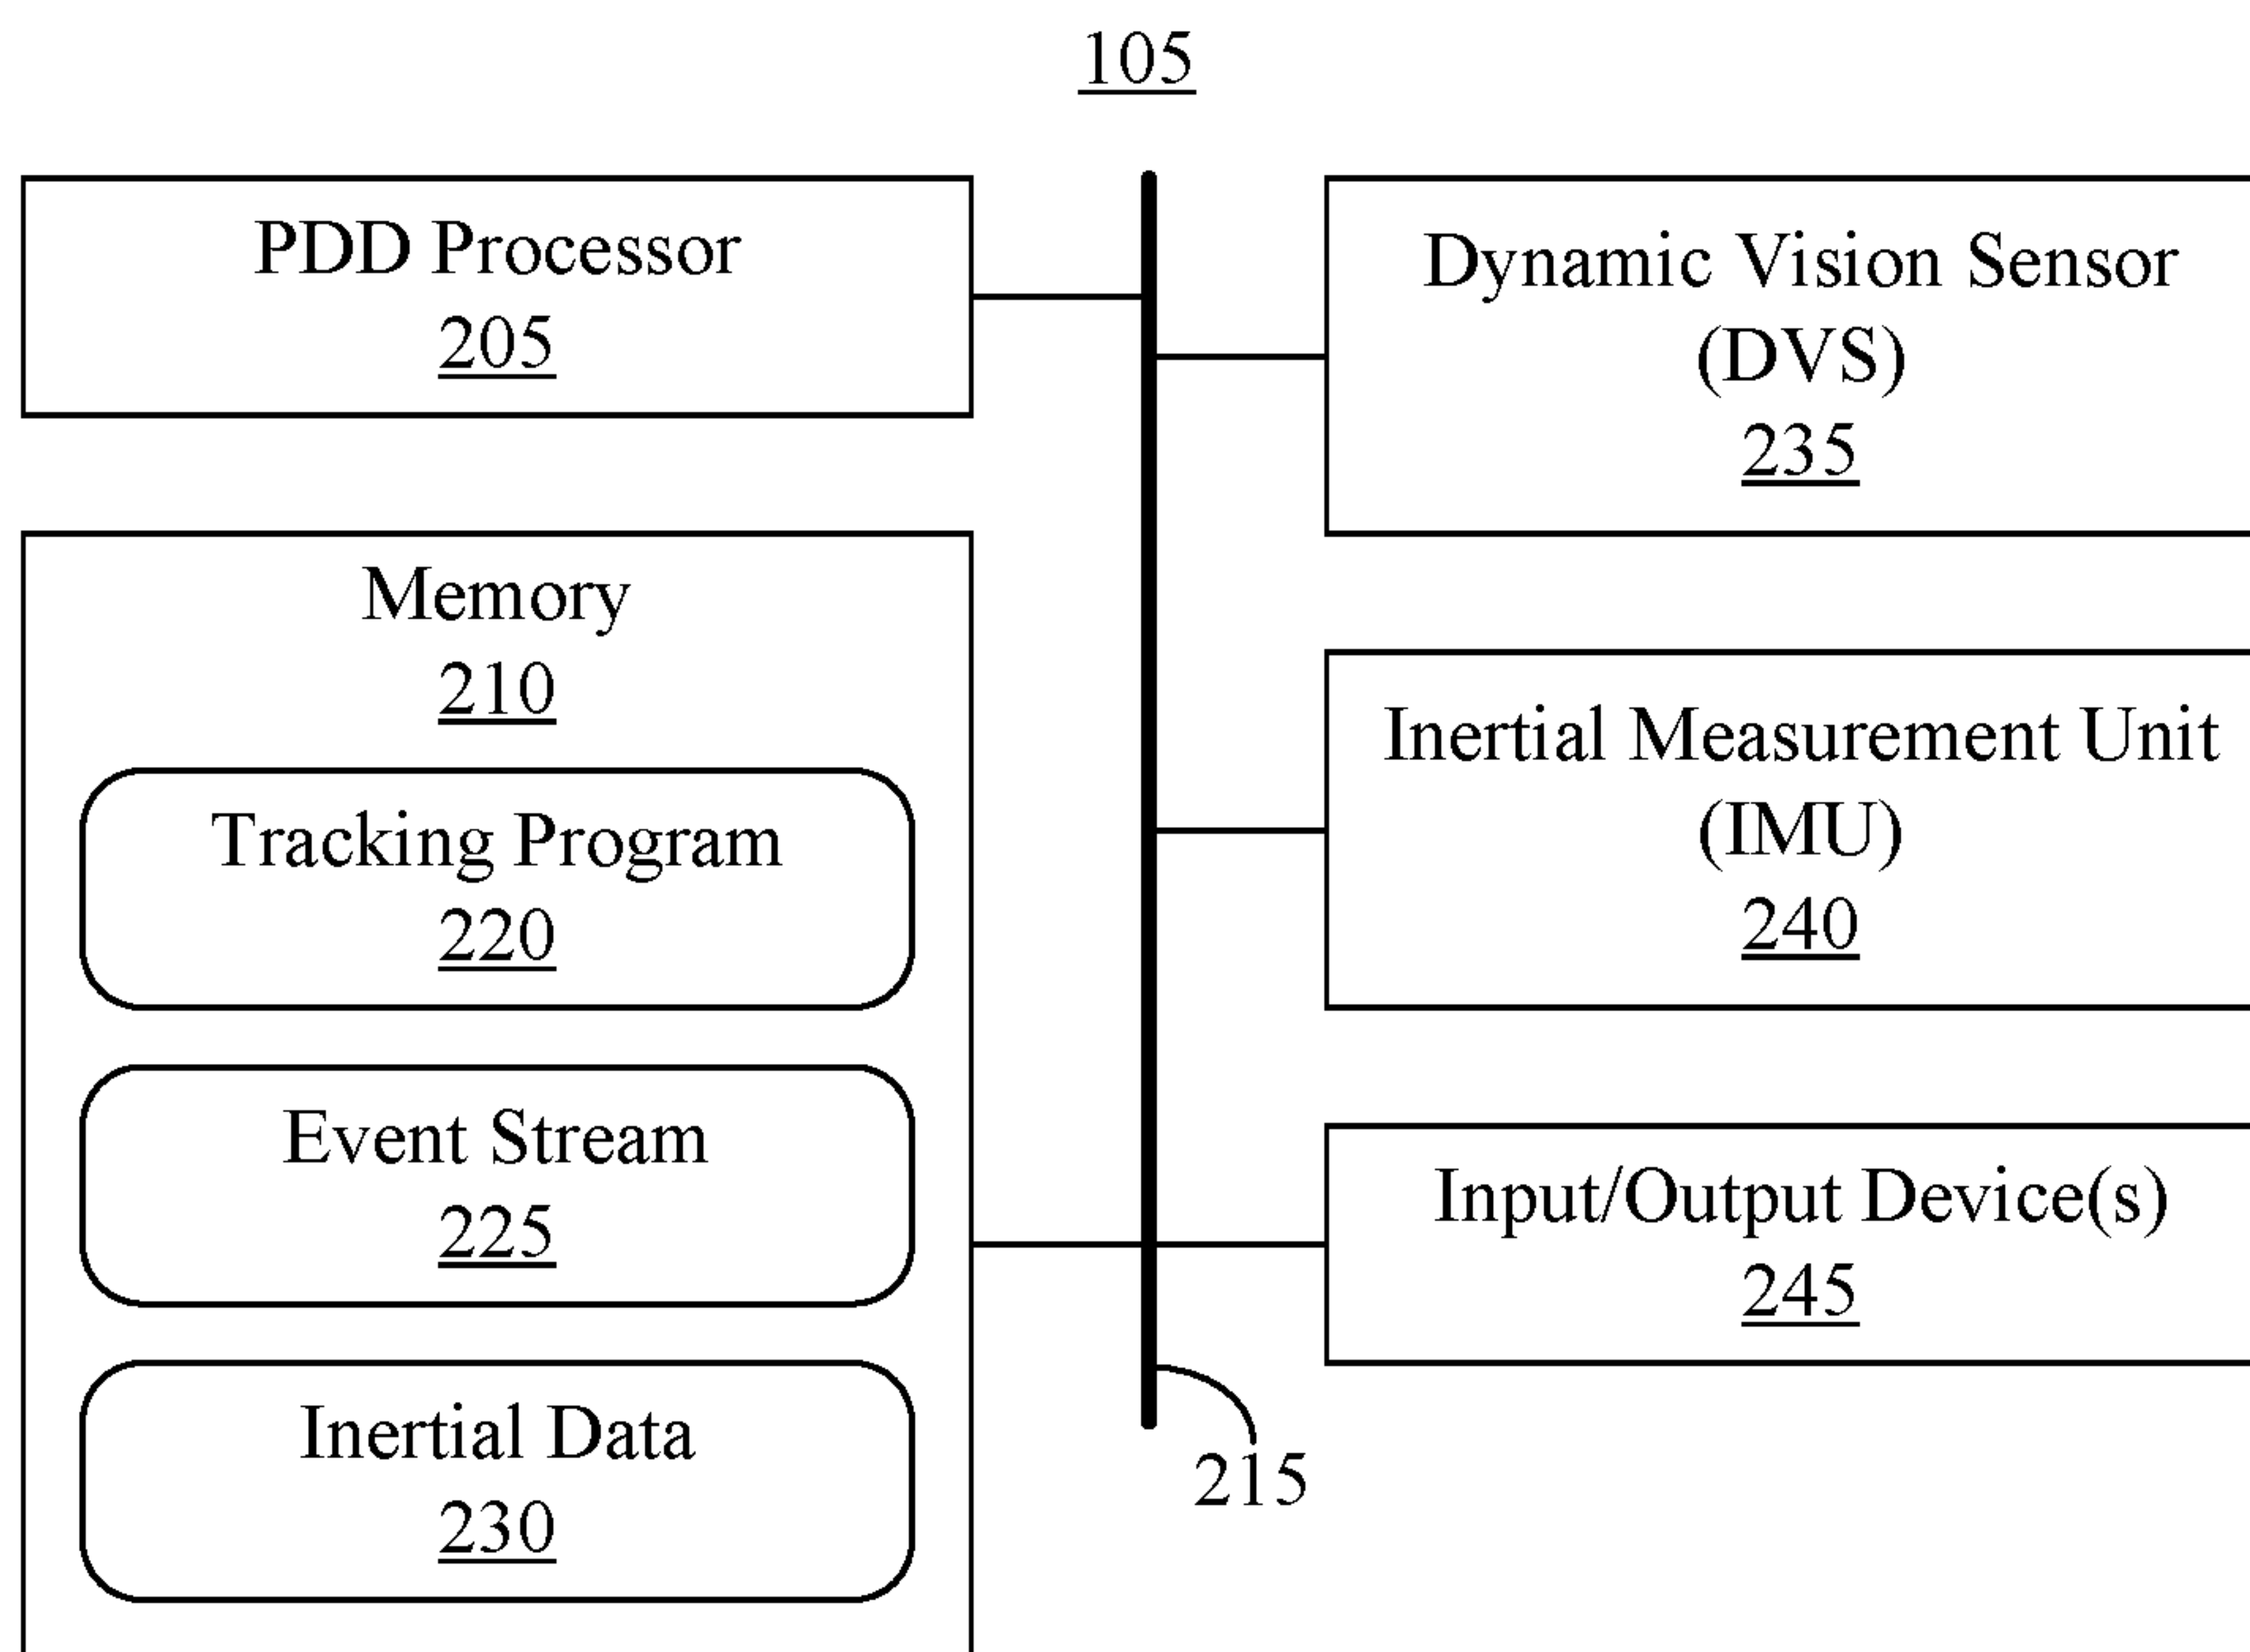 105
PDD Processor
205
Memory
210
Tracking Program
220
Event Stream
225
Inertial Data
230
Dynamic Vision Sensor
(DVS)
235
Inertial Measurement Unit
(IMU)
240
Input/Output Device(s)
245
215